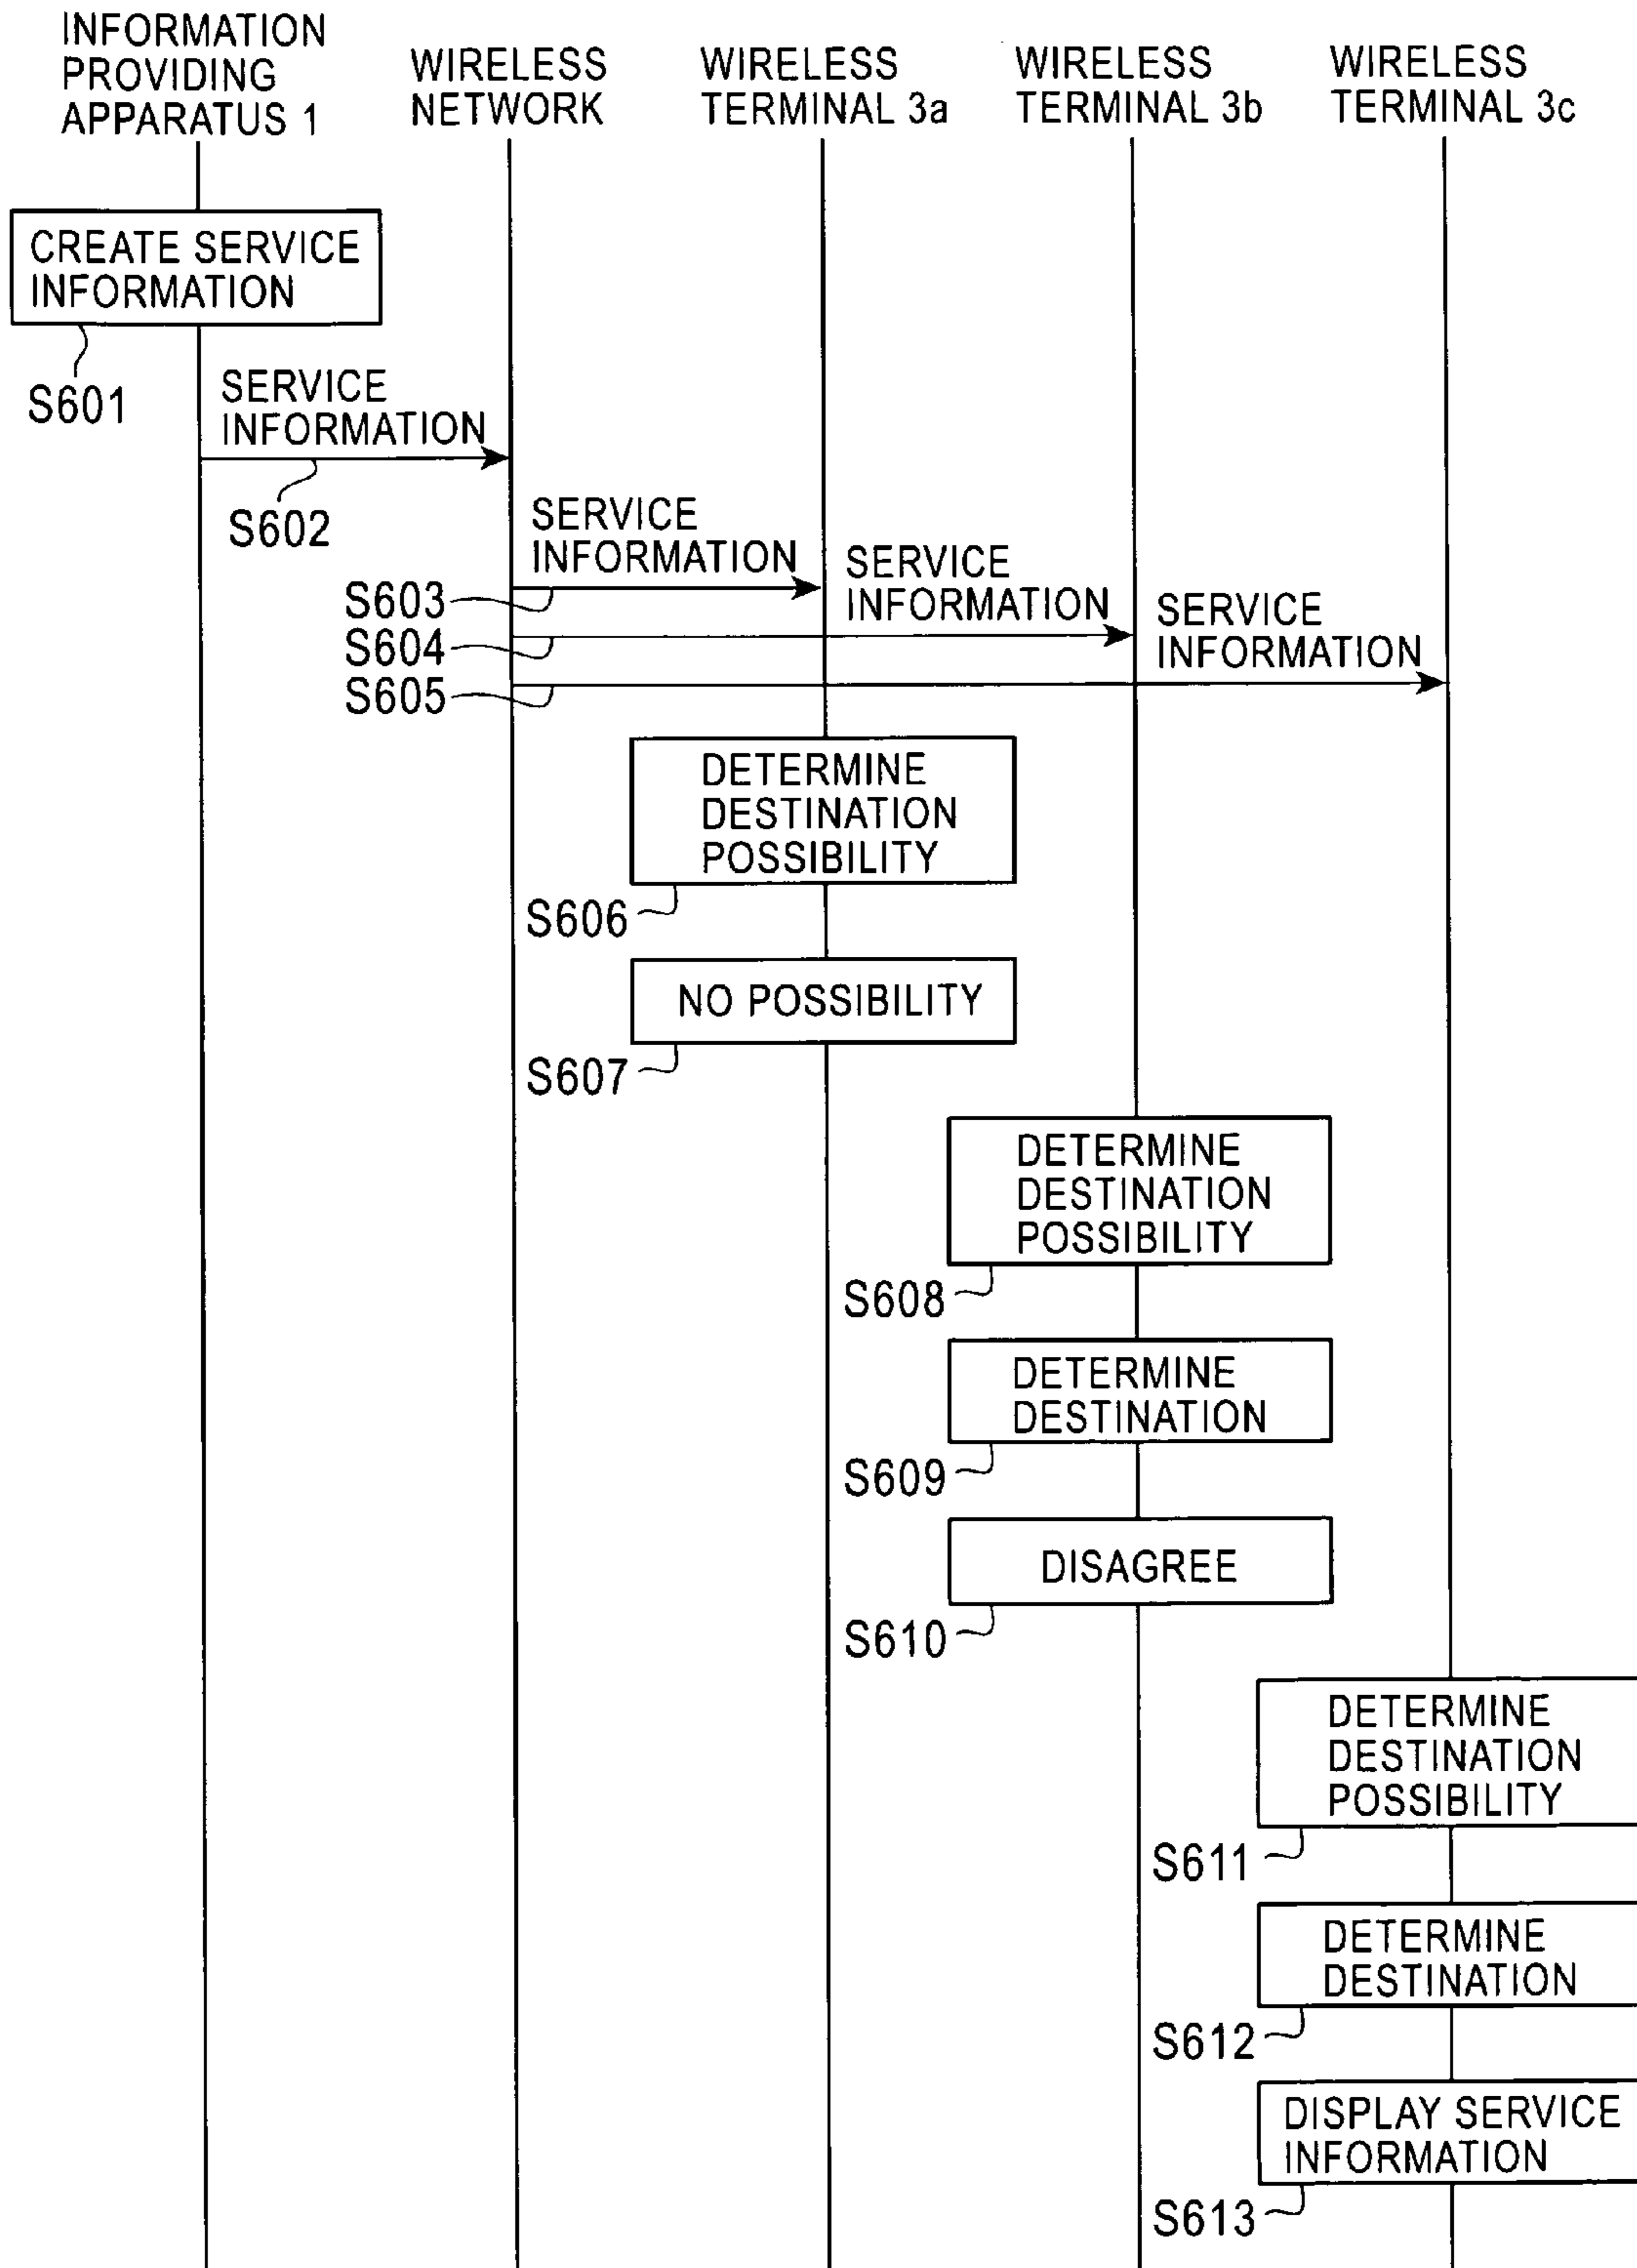 INFORMATION
PROVIDING
APPARATUS 1
WIRELESS
NETWORK
WIRELESS
TERMINAL 3a
WIRELESS
TERMINAL 3b
WIRELESS
TERMINAL 3c
CREATE SERVICE
INFORMATION
S601
SERVICE
INFORMATION
S602
SERVICE
INFORMATION
S603
SERVICE
INFORMATION
S604
SERVICE
INFORMATION
S605
DETERMINE
DESTINATION
POSSIBILITY
S606
NO POSSIBILITY
S607
DETERMINE
DESTINATION
POSSIBILITY
S608
DETERMINE
DESTINATION
S609
DISAGREE
S610
DETERMINE
DESTINATION
POSSIBILITY
S611
DETERMINE
DESTINATION
S612
DISPLAY SERVICE
INFORMATION
S613